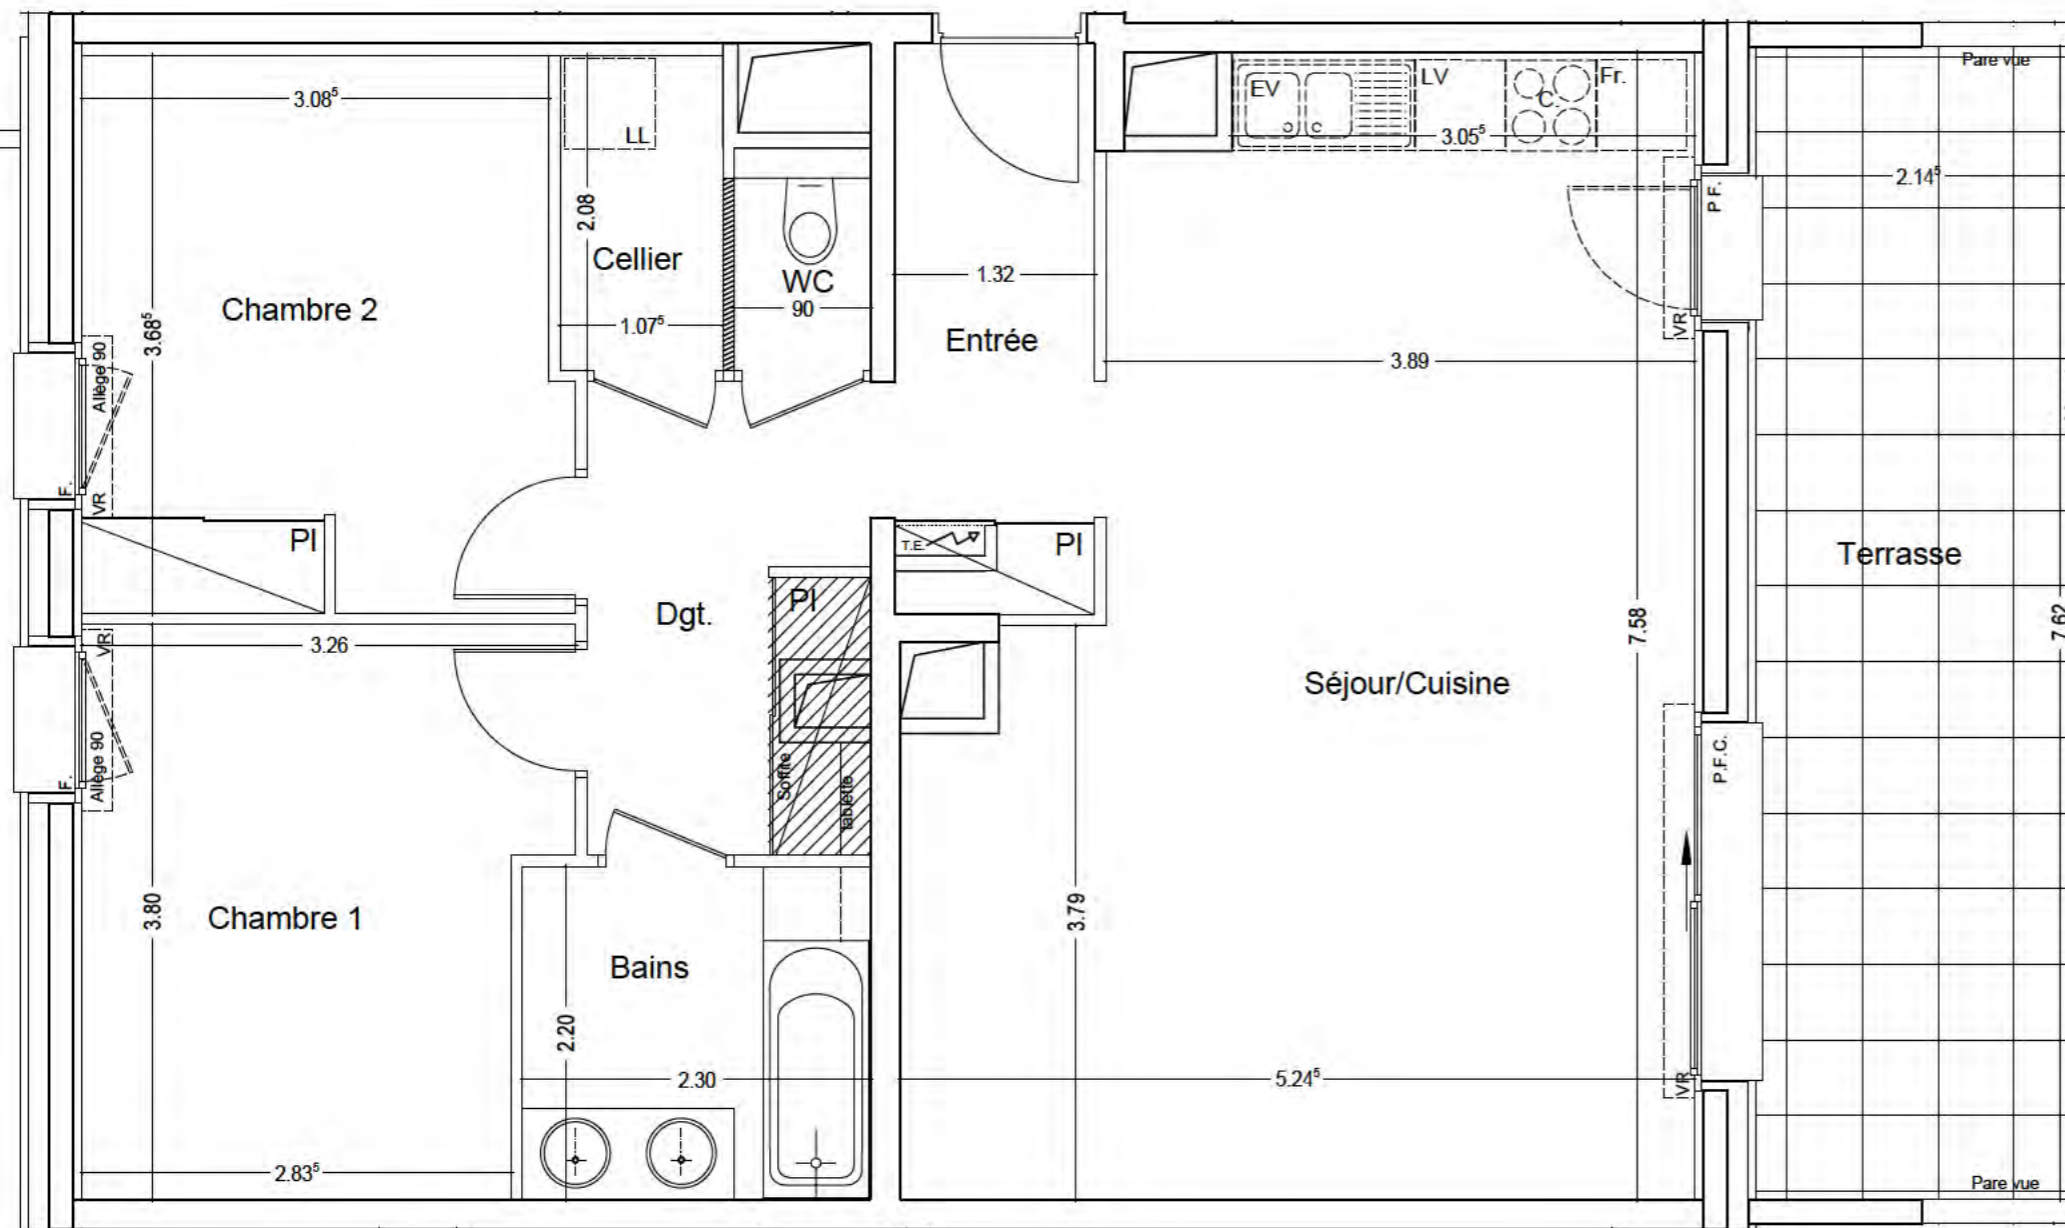 Pare vue
3.08⁵
LL
EV
LV
C.
Fr.
3.05⁵
2.14⁵
P F.
2.08
Cellier
WC
90
1.32
1.07⁵
Chambre 2
3.68⁵
Entrée
VR
3.89
Allège 90
F.
VR
Pl
T.E.
Pl
Terrasse
Dgt.
Pl
7.58
7.62
VR
3.26
Séjour/Cuisine
Allège 90
F.
Soffite
tablette
P.F.C.
3.80
Chambre 1
3.79
Bains
2.20
2.30
5.24⁵
VR
2.83⁵
Pare vue